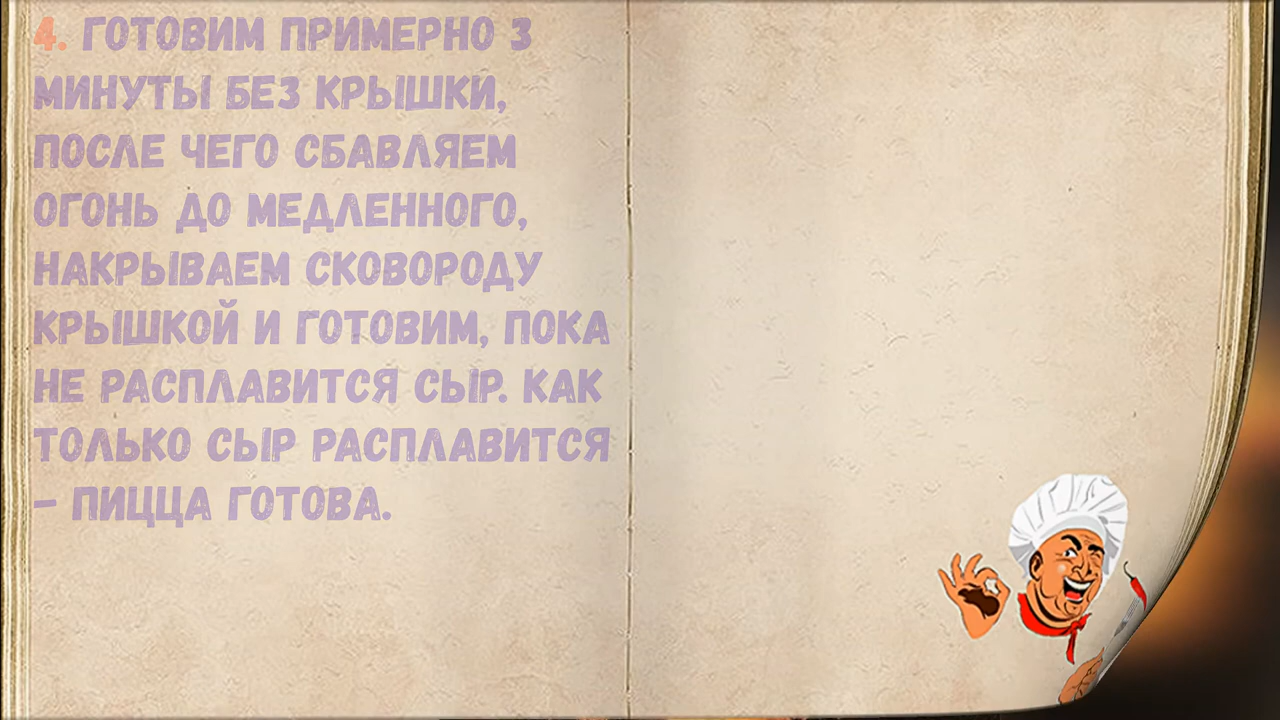 4. ГОТОВИМ ПРИМЕРНО 3
МИНУТЫ БЕЗ КРЫШКИ,
ПОСЛЕ ЧЕГО СБАВЛЯЕМ
ОГОНЬ ДО МЕДЛЕННОГО,
НАКРЫВАЕМ СКОВОРОДУ
КРЫШКОЙ И ГОТОВИМ, ПОКА
НЕ РАСПЛАВИТСЯ СЫР. КАК
ТОЛЬКО СЫР РАСПЛАВИТСЯ
– ПИЦЦА ГОТОВА.